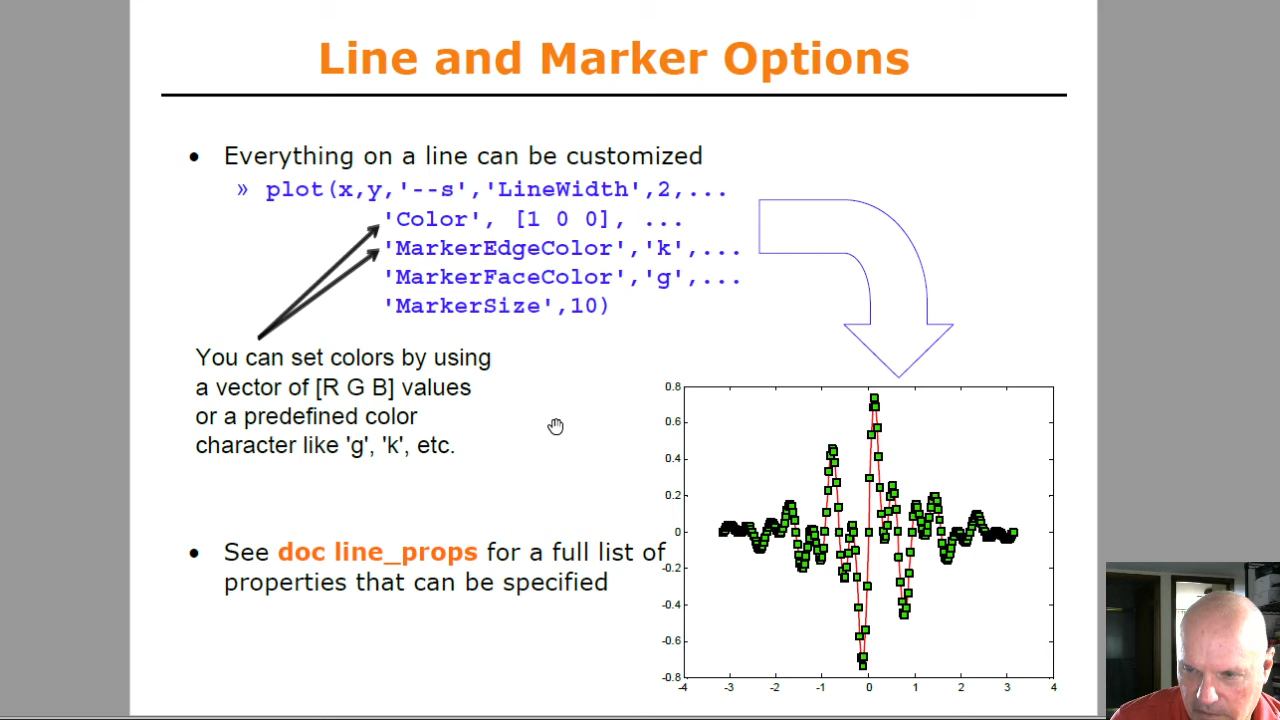 Line and Marker Options
• Everything on a line can be customized
» plot(x,y,'--s','LineWidth',2,...
'Color', [1 0 0], ...
'MarkerEdgeColor','k',...
'MarkerFaceColor','g',...
'MarkerSize',10)
You can set colors by using
a vector of [R G B] values
or a predefined color
character like 'g', 'k', etc.
• See doc line_props for a full list of
properties that can be specified
0.8
0.6
0.4
0.2
0
-0.2
-0.4
-0.6
-0.8
-4 -3 -2 -1 0 1 2 3 4